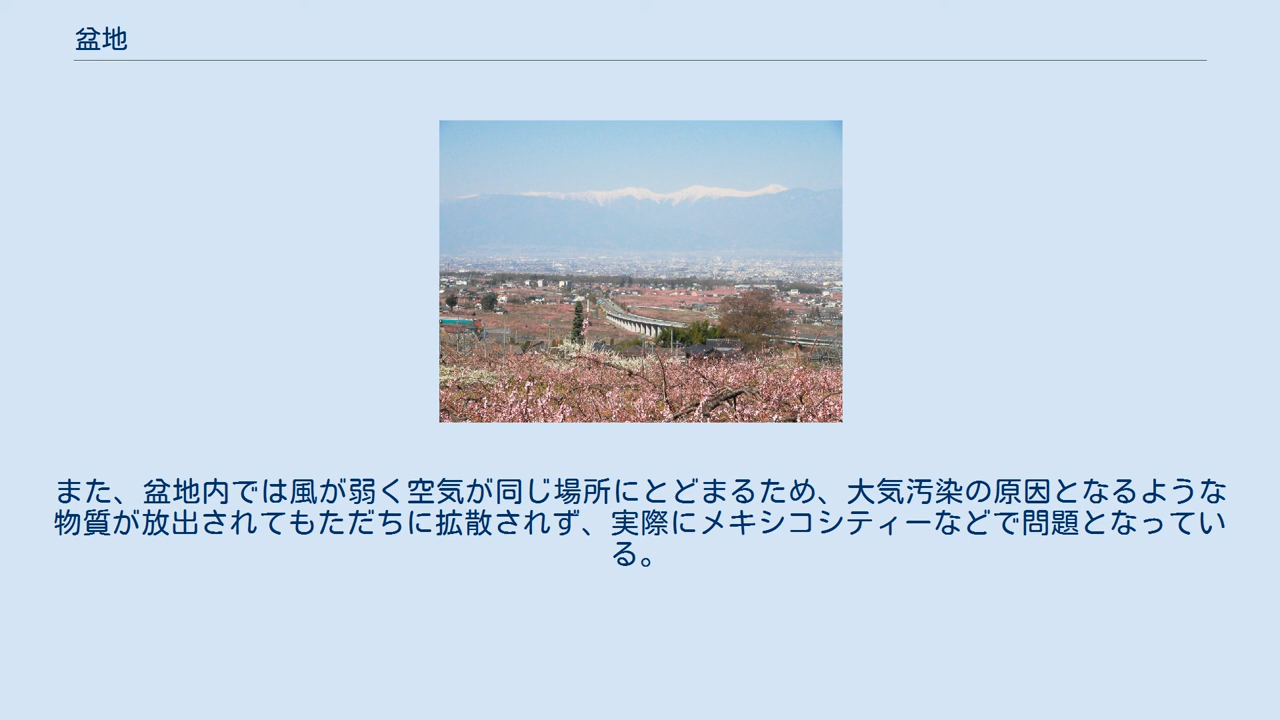 盆地
また、盆地内では風が弱く空気が同じ場所にとどまるため、大気汚染の原因となるような
物質が放出されてもただちに拡散されず、実際にメキシコシティーなどで問題となってい
る。